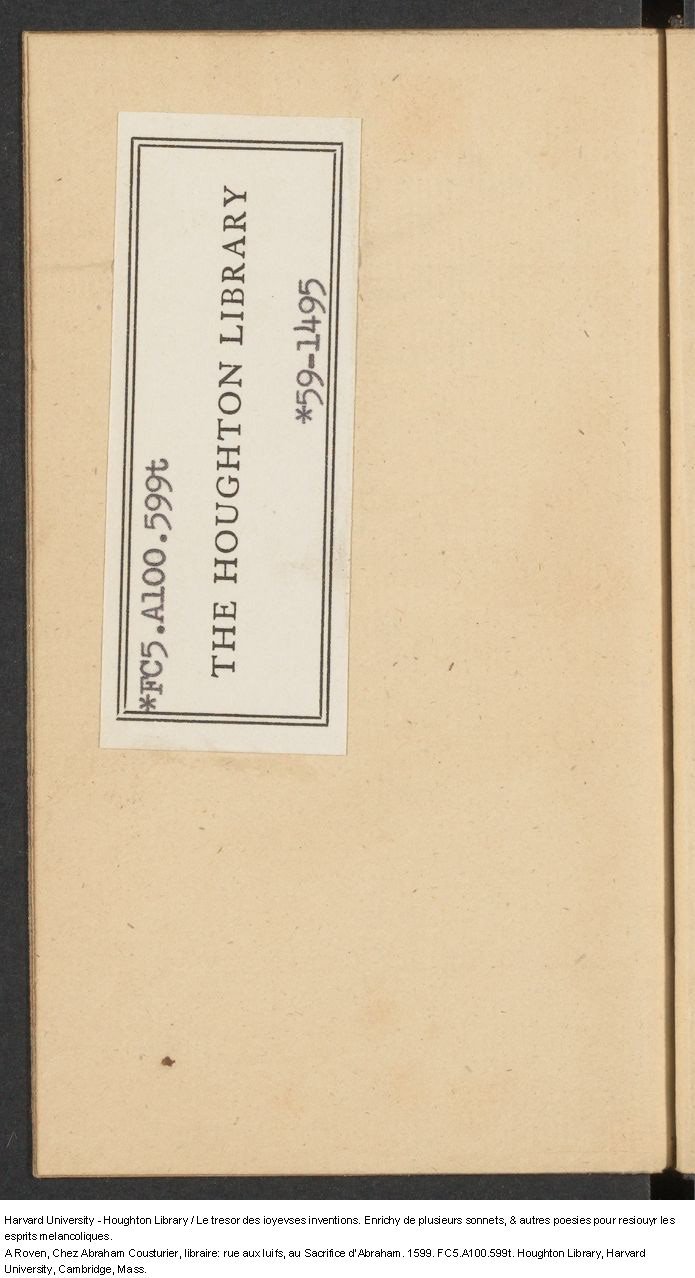 *FC5.A100.599t
THE HOUGHTON LIBRARY
*59-1495
Harvard University - Houghton Library / Le tresor des ioyevses inventions. Enrichy de plusieurs sonnets, & autres poesies pour resiouyr les
esprits melancoliques.
A Roven, Chez Abraham Cousturier, libraire: rue aux Iuifs, au Sacrifice d'Abraham. 1599. FC5.A100.599t. Houghton Library, Harvard
University, Cambridge, Mass.